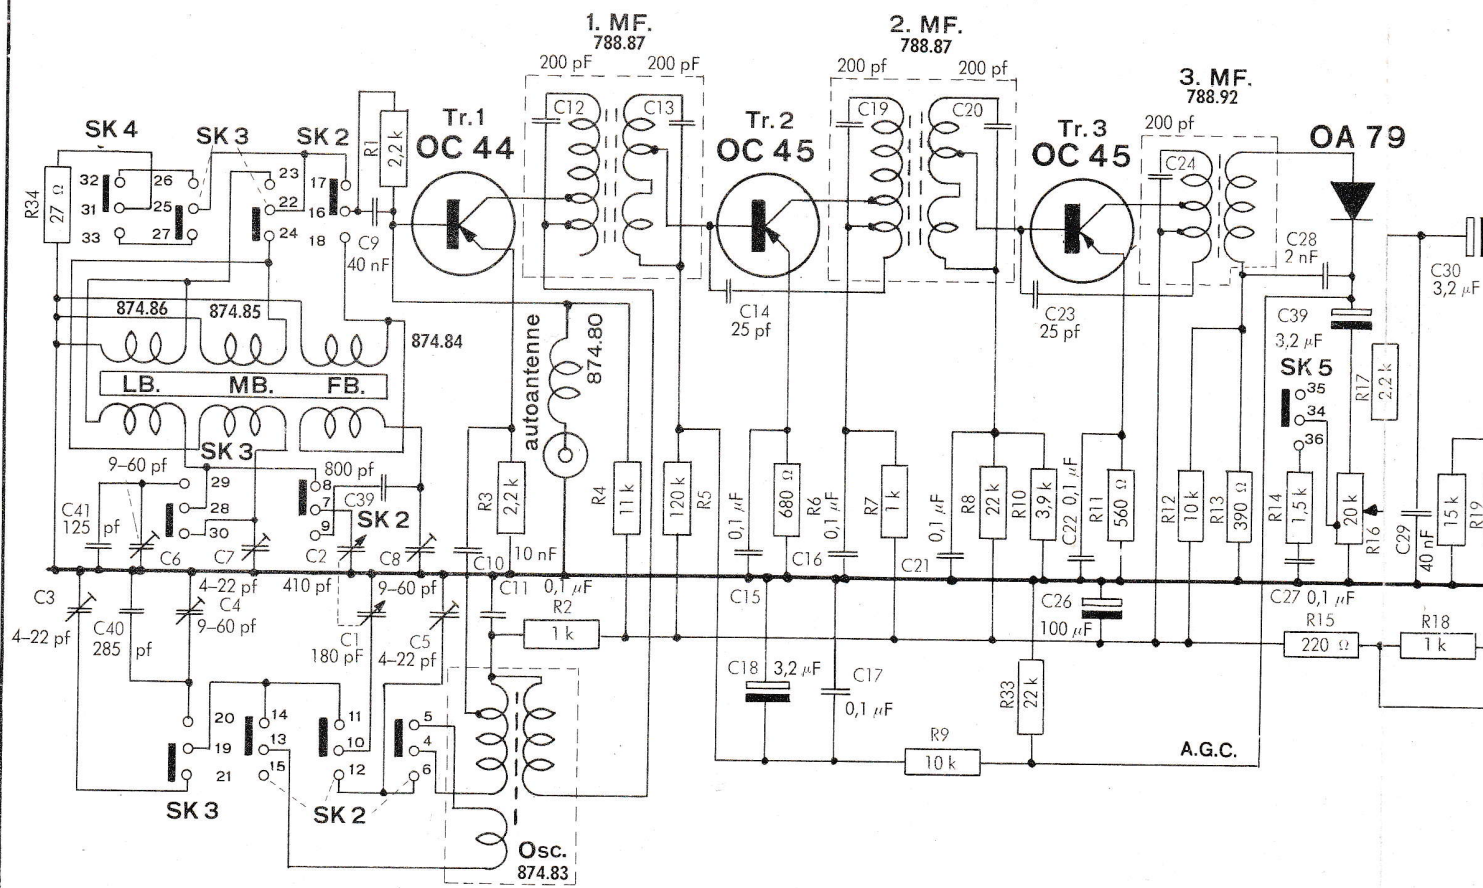 1. MF.
788.87
200 pF
200 pF
C12
C13
2. MF.
788.87
200 pf
200 pf
C19
C20
3. MF.
788.92
200 pf
C24
OA 79
Tr.1
OC 44
Tr.2
OC 45
Tr.3
OC 45
SK 4
SK 3
SK 2
R1
2,2 k
R34
27 Ω
32
31
33
26
25
27
23
22
24
17
16
18
C9
40 nF
C14
25 pf
C23
25 pf
C28
2 nF
C30
3,2 µF
C39
3,2 µF
SK 5
35
34
36
R17
2.2 k
874.86
874.85
874.84
LB.
MB.
FB.
autoantenne
874.80
SK 3
9–60 pf
29
28
30
800 pf
C39
8
7
9
SK 2
C41
125 pf
C6
C7
4–22 pf
C2
410 pf
C8
9–60 pf
R3
2,2 k
10 nF
C10
C11
0,1 µF
R4
11 k
120 k
R5
0,1 µF
680 Ω
R6
0,1 µF
C16
R7
1 k
0,1 µF
C21
R8
22 k
R10
3,9 k
C22 0,1 µF
R11
560 Ω
R12
10 k
R13
390 Ω
R14
1,5 k
20 k
R16
C29
40 nF
15 k
R19
C3
4–22 pf
C40
285 pf
C4
9–60 pf
C1
180 pF
C5
4–22 pf
R2
1 k
C15
C26
100 µF
C27 0,1 µF
R15
220 Ω
R18
1 k
C18
3,2 µF
C17
0,1 µF
R33
22 k
R9
10 k
A.G.C.
20
19
21
14
13
15
11
10
12
5
4
6
SK 3
SK 2
Osc.
874.83